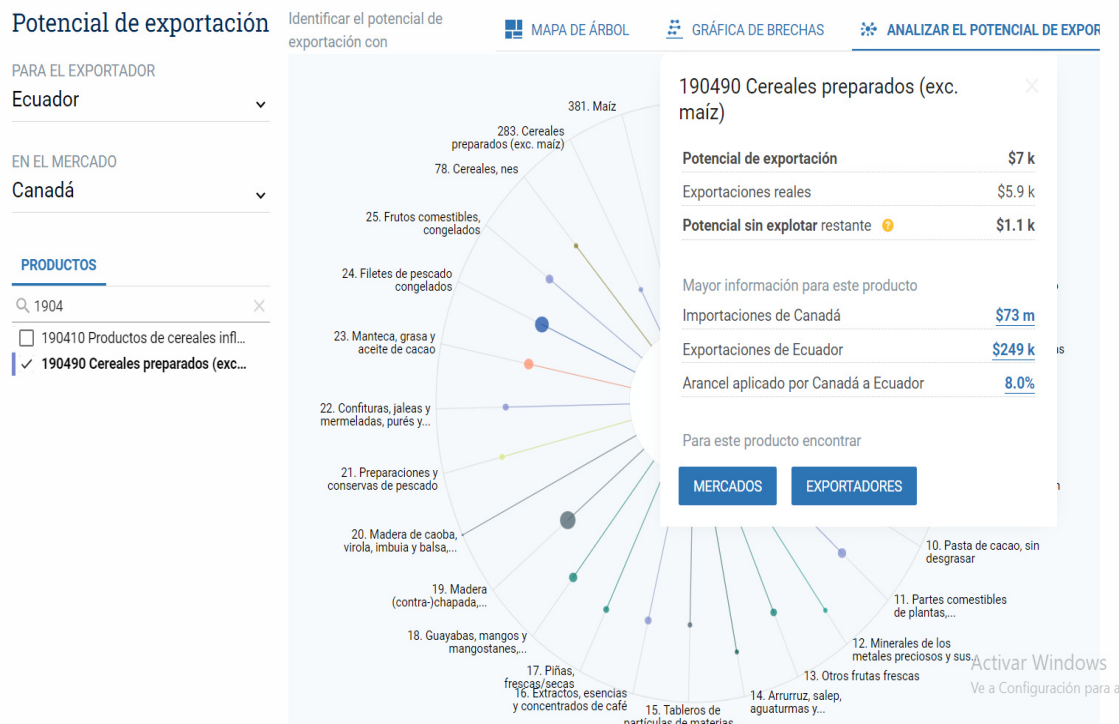 Potencial de exportación
PARA EL EXPORTADOR
Ecuador
EN EL MERCADO
Canadá
PRODUCTOS
1904
190410 Productos de cereales infl...
190490 Cereales preparados (exc...
Identificar el potencial de
exportación con
MAPA DE ÁRBOL
GRÁFICA DE BRECHAS
ANALIZAR EL POTENCIAL DE EXPOR
381. Maíz
283. Cereales
preparados (exc. maíz)
78. Cereales, nes
25. Frutos comestibles,
congelados
24. Filetes de pescado
congelados
23. Manteca, grasa y
aceite de cacao
22. Confituras, jaleas y
mermeladas, purés y...
21. Preparaciones y
conservas de pescado
20. Madera de caoba,
virola, imbuia y balsa,...
19. Madera
(contra-)chapada,...
18. Guayabas, mangos y
mangostanes,...
17. Piñas,
frescas/secas
16. Extractos, esencias
y concentrados de café
15. Tableros de
partículas de materias
14. Arrurruz, salep,
aguaturmas y...
13. Otros frutas frescas
12. Minerales de los
metales preciosos y sus...
11. Partes comestibles
de plantas,...
10. Pasta de cacao, sin
desgrasar
190490 Cereales preparados (exc.
maíz)
Potencial de exportación $7 k
Exportaciones reales $5.9 k
Potencial sin explotar restante $1.1 k
Mayor información para este producto
Importaciones de Canadá $73 m
Exportaciones de Ecuador $249 k
Arancel aplicado por Canadá a Ecuador 8.0%
Para este producto encontrar
MERCADOS
EXPORTADORES
Activar Windows
Ve a Configuración para a